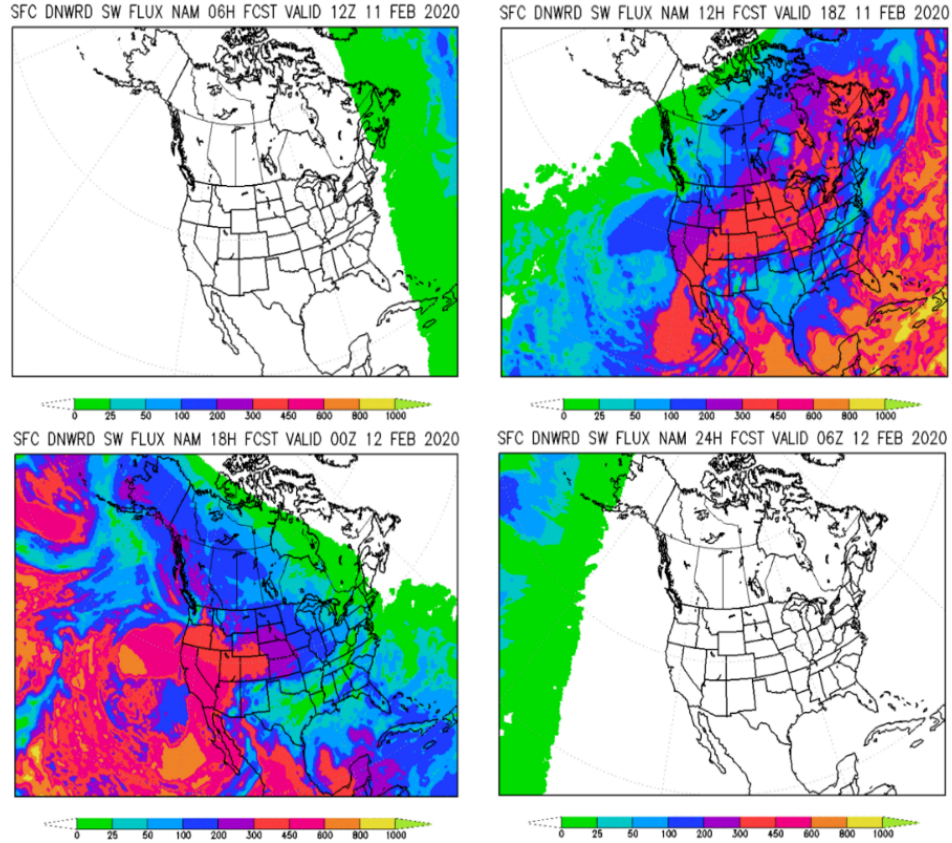 SFC DNWRD SW FLUX NAM 06H FCST VALID 12Z 11 FEB 2020
SFC DNWRD SW FLUX NAM 12H FCST VALID 18Z 11 FEB 2020
0 25 50 100 200 300 450 600 800 1000
0 25 50 100 200 300 450 600 800 1000
SFC DNWRD SW FLUX NAM 18H FCST VALID 00Z 12 FEB 2020
SFC DNWRD SW FLUX NAM 24H FCST VALID 06Z 12 FEB 2020
0 25 50 100 200 300 450 600 800 1000
0 25 50 100 200 300 450 600 800 1000